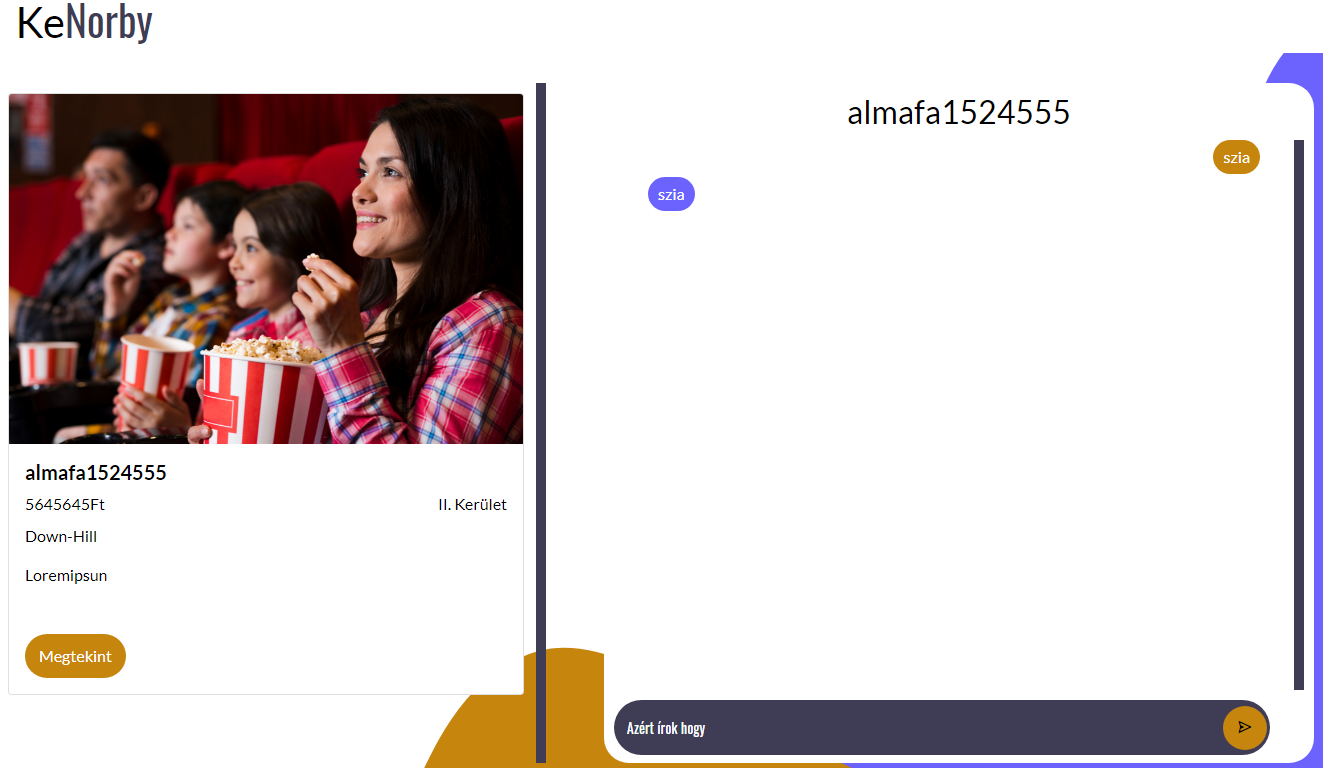 KeNorby
almafa1524555
5645645Ft
II. Kerület
Down-Hill
Loremipsun
Megtekint
almafa1524555
szia
szia
Azért írok hogy